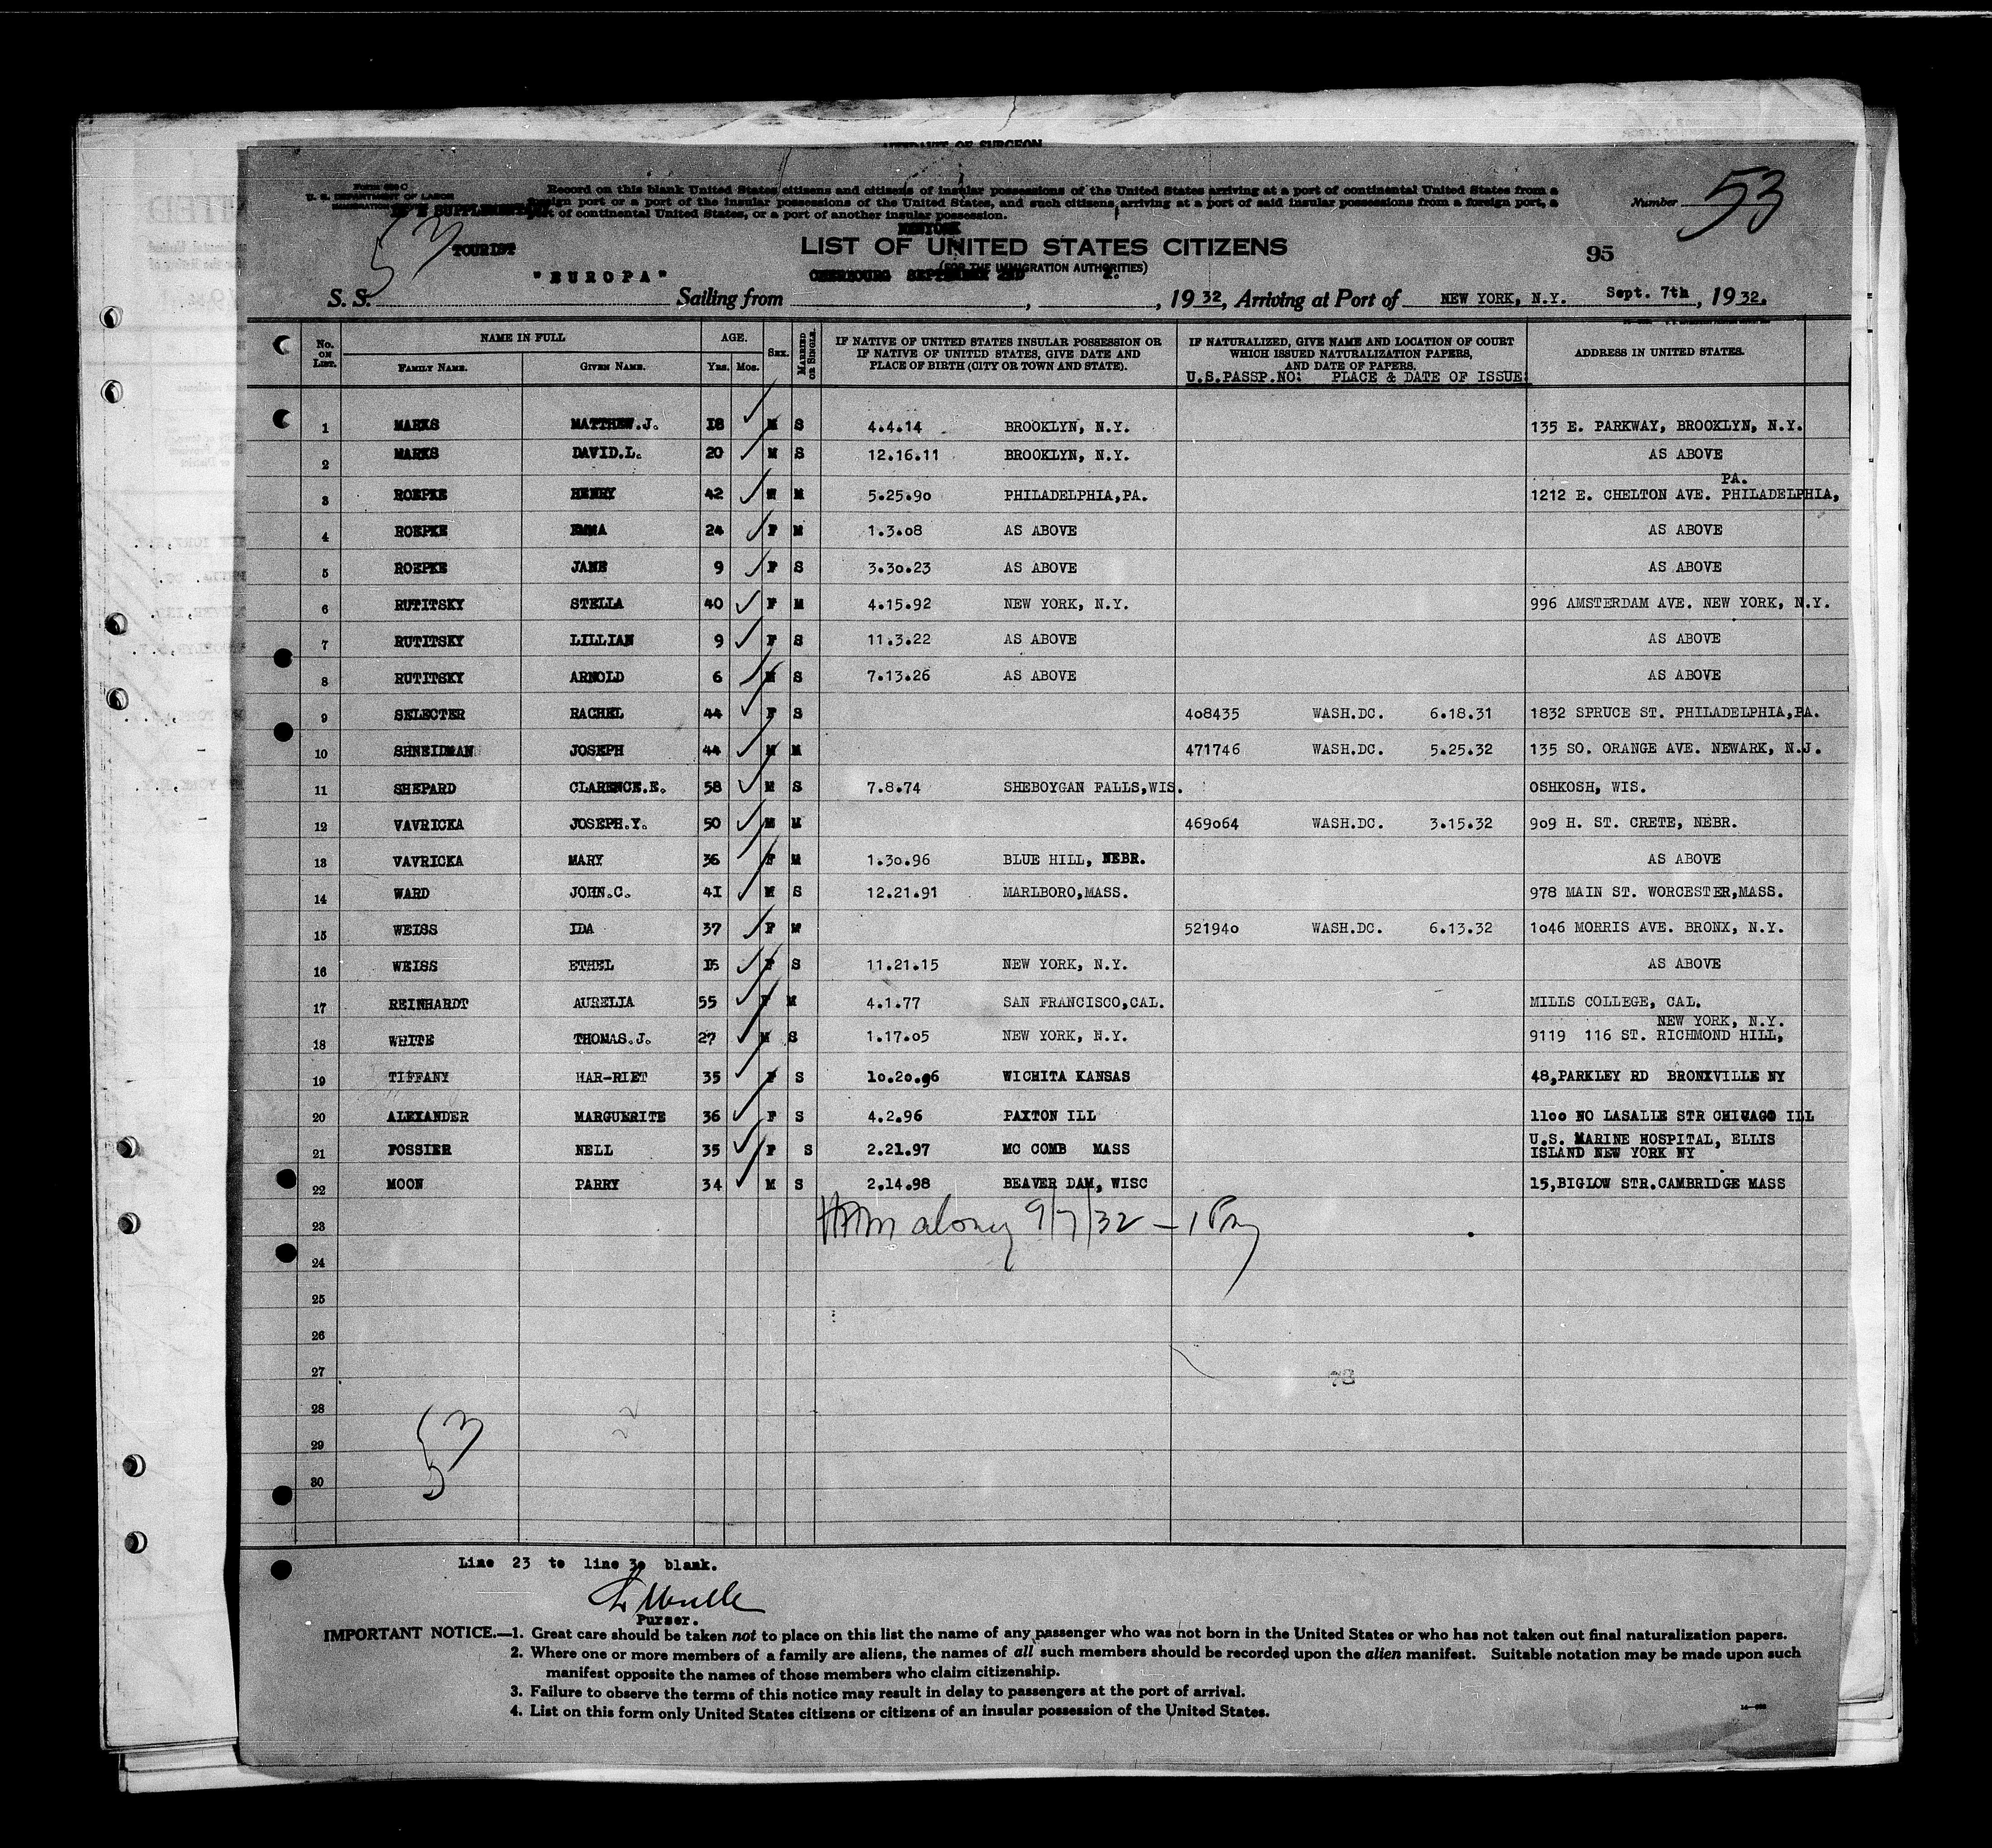 AFFIDAVIT OF SURGEON
Form 630 C
U. S. DEPARTMENT OF LABOR
IMMIGRATION SERVICE
SUPPLEMENTARY
Record on this blank United States citizens and citizens of insular possessions of the United States arriving at a port of continental United States from a
foreign port or a port of the insular possessions of the United States, and such citizens arriving at a port of said insular possessions from a foreign port, a
port of continental United States, or a port of another insular possession.
Number 53
53
NEWYORK
TOURIST
LIST OF UNITED STATES CITIZENS
95
(FOR THE IMMIGRATION AUTHORITIES)
S. S. "EUROPA" Sailing from CHERBOURG SEPTEMBER 2ND, 1932, Arriving at Port of NEW YORK, N.Y. Sept. 7th, 1932.
No. ON LIST. NAME IN FULL AGE. SEX. MARRIED OR SINGLE. IF NATIVE OF UNITED STATES INSULAR POSSESSION OR IF NATIVE OF UNITED STATES, GIVE DATE AND PLACE OF BIRTH (CITY OR TOWN AND STATE). IF NATURALIZED, GIVE NAME AND LOCATION OF COURT WHICH ISSUED NATURALIZATION PAPERS, AND DATE OF PAPERS. ADDRESS IN UNITED STATES.
FAMILY NAME. GIVEN NAME. YRS. MOS. U.S.PASSP.NO: PLACE & DATE OF ISSUE:
1 MARKS MATTHEW.J. 18 M S 4.4.14 BROOKLYN, N.Y. 135 E. PARKWAY, BROOKLYN, N.Y.
2 MARKS DAVID.L. 20 M S 12.16.11 BROOKLYN, N.Y. AS ABOVE
PA.
3 ROEPKE HENRY 42 M M 5.25.90 PHILADELPHIA,PA. 1212 E. CHELTON AVE. PHILADELPHIA,
4 ROEPKE EMMA 24 F M 1.3.08 AS ABOVE AS ABOVE
5 ROEPKE JANE 9 F S 3.30.23 AS ABOVE AS ABOVE
6 RUTITSKY STELLA 40 F M 4.15.92 NEW YORK, N.Y. 996 AMSTERDAM AVE. NEW YORK, N.Y.
7 RUTITSKY LILLIAN 9 F S 11.3.22 AS ABOVE AS ABOVE
8 RUTITSKY ARNOLD 6 M S 7.13.26 AS ABOVE AS ABOVE
9 SELECTER RACHEL 44 F S 408435 WASH.DC. 6.18.31 1832 SPRUCE ST. PHILADELPHIA,PA.
10 SHNEIDMAN JOSEPH 44 M M 471746 WASH.DC. 5.25.32 135 SO. ORANGE AVE. NEWARK, N.J.
11 SHEPARD CLARENCE.E. 58 M S 7.8.74 SHEBOYGAN FALLS,WIS. OSHKOSH, WIS.
12 VAVRICKA JOSEPH.Y. 50 M M 469064 WASH.DC. 3.15.32 909 H. ST. CRETE, NEBR.
13 VAVRICKA MARY 36 F M 1.30.96 BLUE HILL, NEBR. AS ABOVE
14 WARD JOHN.C. 41 M S 12.21.91 MARLBORO,MASS. 978 MAIN ST. WORCESTER,MASS.
15 WEISS IDA 37 F M 521940 WASH.DC. 6.13.32 1046 MORRIS AVE. BRONX, N.Y.
16 WEISS ETHEL 16 F S 11.21.15 NEW YORK, N.Y. AS ABOVE
17 REINHARDT AURELIA 55 F M 4.1.77 SAN FRANCISCO,CAL. MILLS COLLEGE, CAL.
NEW YORK, N.Y.
18 WHITE THOMAS.J. 27 M S 1.17.05 NEW YORK, N.Y. 9119 116 ST. RICHMOND HILL,
19 TIFFANY HAR-RIET 35 F S 10.20.96 WICHITA KANSAS 48,PARKLEY RD BRONXVILLE NY
20 ALEXANDER MARGUERITE 36 F S 4.2.96 PAXTON ILL 1100 NO LASALLE STR CHICAGO ILL
21 FOSSIER NELL 35 F S 2.21.97 MC COMB MASS U.S. MARINE HOSPITAL, ELLIS
ISLAND NEW YORK NY
22 MOON PARRY 34 M S 2.14.98 BEAVER DAM, WISC 15,BIGLOW STR.CAMBRIDGE MASS
23 9/7/32 - 1
24
25
26
27
28
29
30
53
Line 23 to line 30 blank.
Purser.
IMPORTANT NOTICE.—1. Great care should be taken not to place on this list the name of any passenger who was not born in the United States or who has not taken out final naturalization papers.
2. Where one or more members of a family are aliens, the names of all such members should be recorded upon the alien manifest. Suitable notation may be made upon such
manifest opposite the names of those members who claim citizenship.
3. Failure to observe the terms of this notice may result in delay to passengers at the port of arrival.
4. List on this form only United States citizens or citizens of an insular possession of the United States.